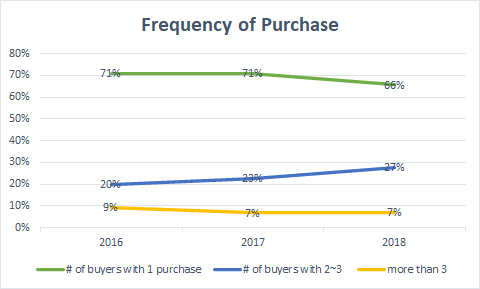 Frequency of Purchase
80%
70%
60%
50%
40%
30%
20%
10%
0%
71% 71% 66%
20% 23% 27%
9% 7% 7%
2016 2017 2018
# of buyers with 1 purchase # of buyers with 2~3 more than 3